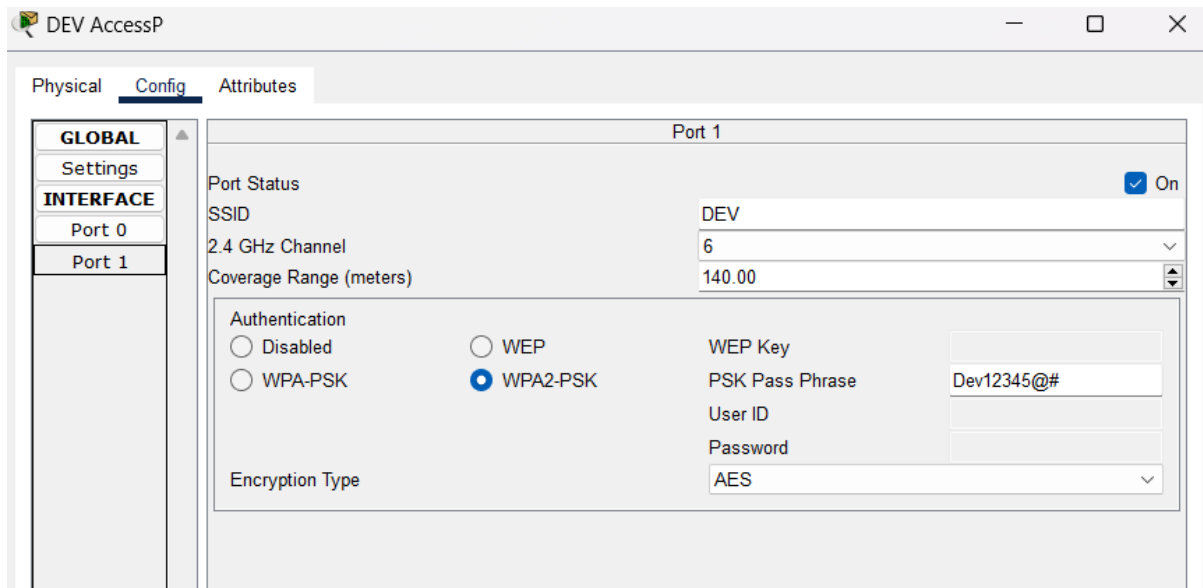 DEV AccessP
Physical Config Attributes
GLOBAL
Settings
INTERFACE
Port 0
Port 1
Port 1
Port Status On
SSID DEV
2.4 GHz Channel 6
Coverage Range (meters) 140.00
Authentication
Disabled WEP WEP Key
WPA-PSK WPA2-PSK PSK Pass Phrase Dev12345@#
User ID
Password
Encryption Type AES